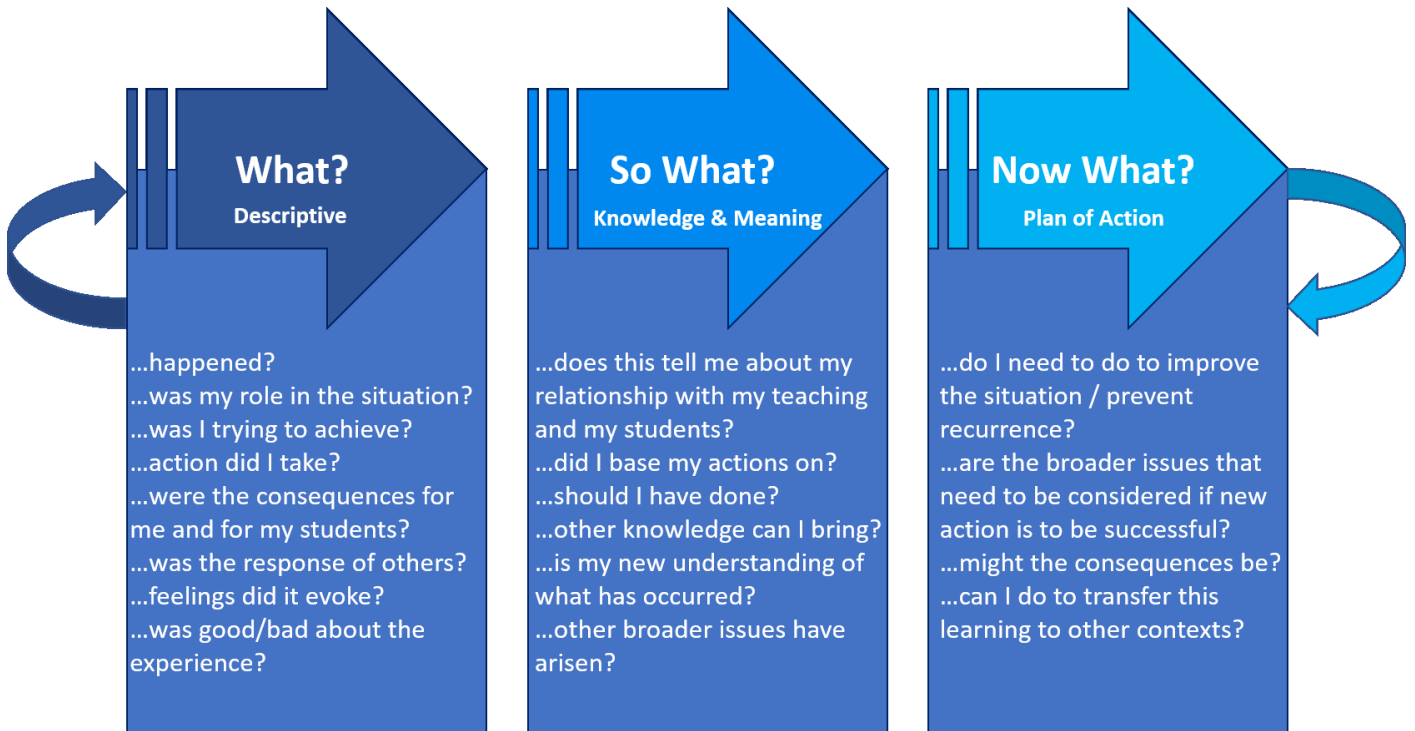 What?
Descriptive
...happened?
...was my role in the situation?
...was I trying to achieve?
...action did I take?
...were the consequences for
me and for my students?
...was the response of others?
...feelings did it evoke?
...was good/bad about the
experience?
So What?
Knowledge & Meaning
...does this tell me about my
relationship with my teaching
and my students?
...did I base my actions on?
...should I have done?
...other knowledge can I bring?
...is my new understanding of
what has occurred?
...other broader issues have
arisen?
Now What?
Plan of Action
...do I need to do to improve
the situation / prevent
recurrence?
...are the broader issues that
need to be considered if new
action is to be successful?
...might the consequences be?
...can I do to transfer this
learning to other contexts?